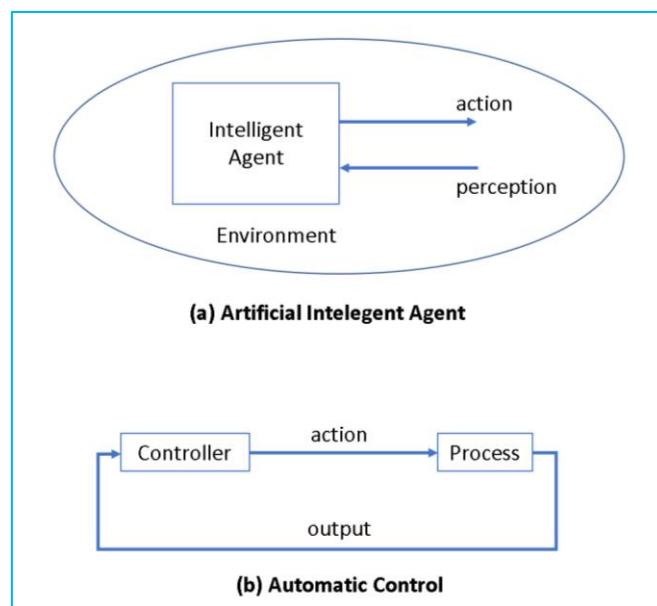 action
Intelligent
Agent
perception
Environment
(a) Artificial Intelegent Agent
action
Controller
Process
output
(b) Automatic Control